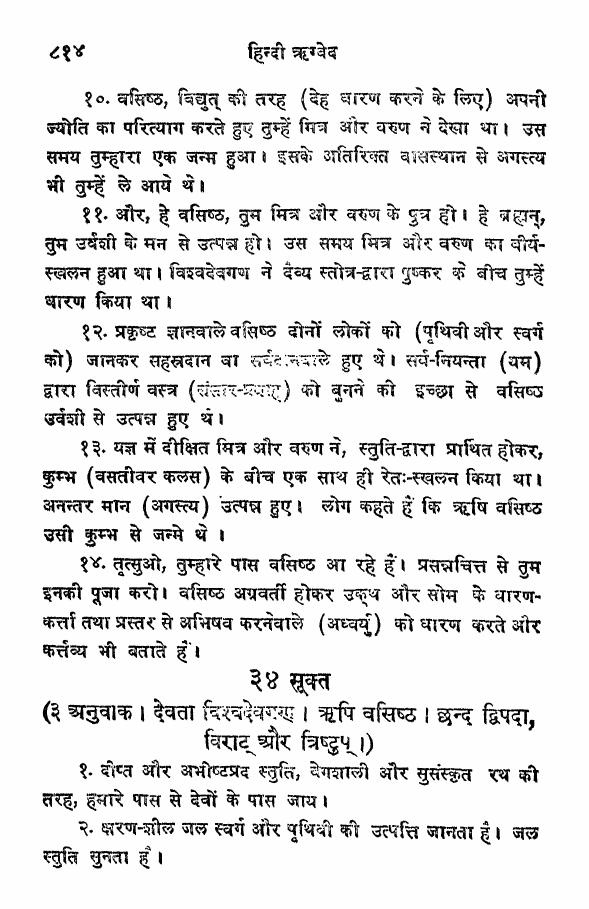 ८१४ हिन्दी ऋग्वेद
१०. वसिष्ठ, विद्युत् की तरह (देह धारण करने के लिए) अपनी
ज्योति का परित्याग करते हुए तुम्हें मित्र और वरुण ने देखा था। उस
समय तुम्हारा एक जन्म हुआ। इसके अतिरिक्त वासस्थान से अगस्त्य
भी तुम्हें ले आये थे।
११. और, हे वसिष्ठ, तुम मित्र और वरुण के पुत्र हो। हे ब्रह्मन्,
तुम उर्वशी के मन से उत्पन्न हो। उस समय मित्र और वरुण का वीर्य-
स्खलन हुआ था। विश्वदेवगण ने दैव्य स्तोत्र-द्वारा पुष्कर के बीच तुम्हें
धारण किया था।
१२. प्रकृष्ट ज्ञानवाले वसिष्ठ दोनों लोकों को (पृथिवी और स्वर्ग
को) जानकर सहस्रदान वा सर्वदानवाले हुए थे। सर्व-नियन्ता (यम)
द्वारा विस्तीर्ण वस्त्र (संसार-प्रवाह) को बुनने की इच्छा से वसिष्ठ
उर्वशी से उत्पन्न हुए थे।
१३. यज्ञ में दीक्षित मित्र और वरुण ने, स्तुति-द्वारा प्रार्थित होकर,
कुम्भ (वसतीवर कलस) के बीच एक साथ ही रेतः-स्खलन किया था।
अनन्तर मान (अगस्त्य) उत्पन्न हुए। लोग कहते हैं कि ऋषि वसिष्ठ
उसी कुम्भ से जन्मे थे ।
१४. तृत्सुओ, तुम्हारे पास वसिष्ठ आ रहे हैं। प्रसन्नचित्त से तुम
इनकी पूजा करो। वसिष्ठ अग्रवर्ती होकर उक्थ और सोम के धारण-
कर्त्ता तथा प्रस्तर से अभिषव करनेवाले (अध्वर्यु) को धारण करते और
कर्त्तव्य भी बताते हैं।
३४ सूक्त
(३ अनुवाक। देवता विश्वदेवगण। ऋषि वसिष्ठ। छन्द द्विपदा,
विराट् और त्रिष्टुप्।)
१. दीप्त और अभीष्टप्रद स्तुति, वेगशाली और सुसंस्कृत रथ की
तरह, हमारे पास से देवों के पास जाय।
२. क्षरण-शील जल स्वर्ग और पृथिवी की उत्पत्ति जानता है। जल
स्तुति सुनता है।